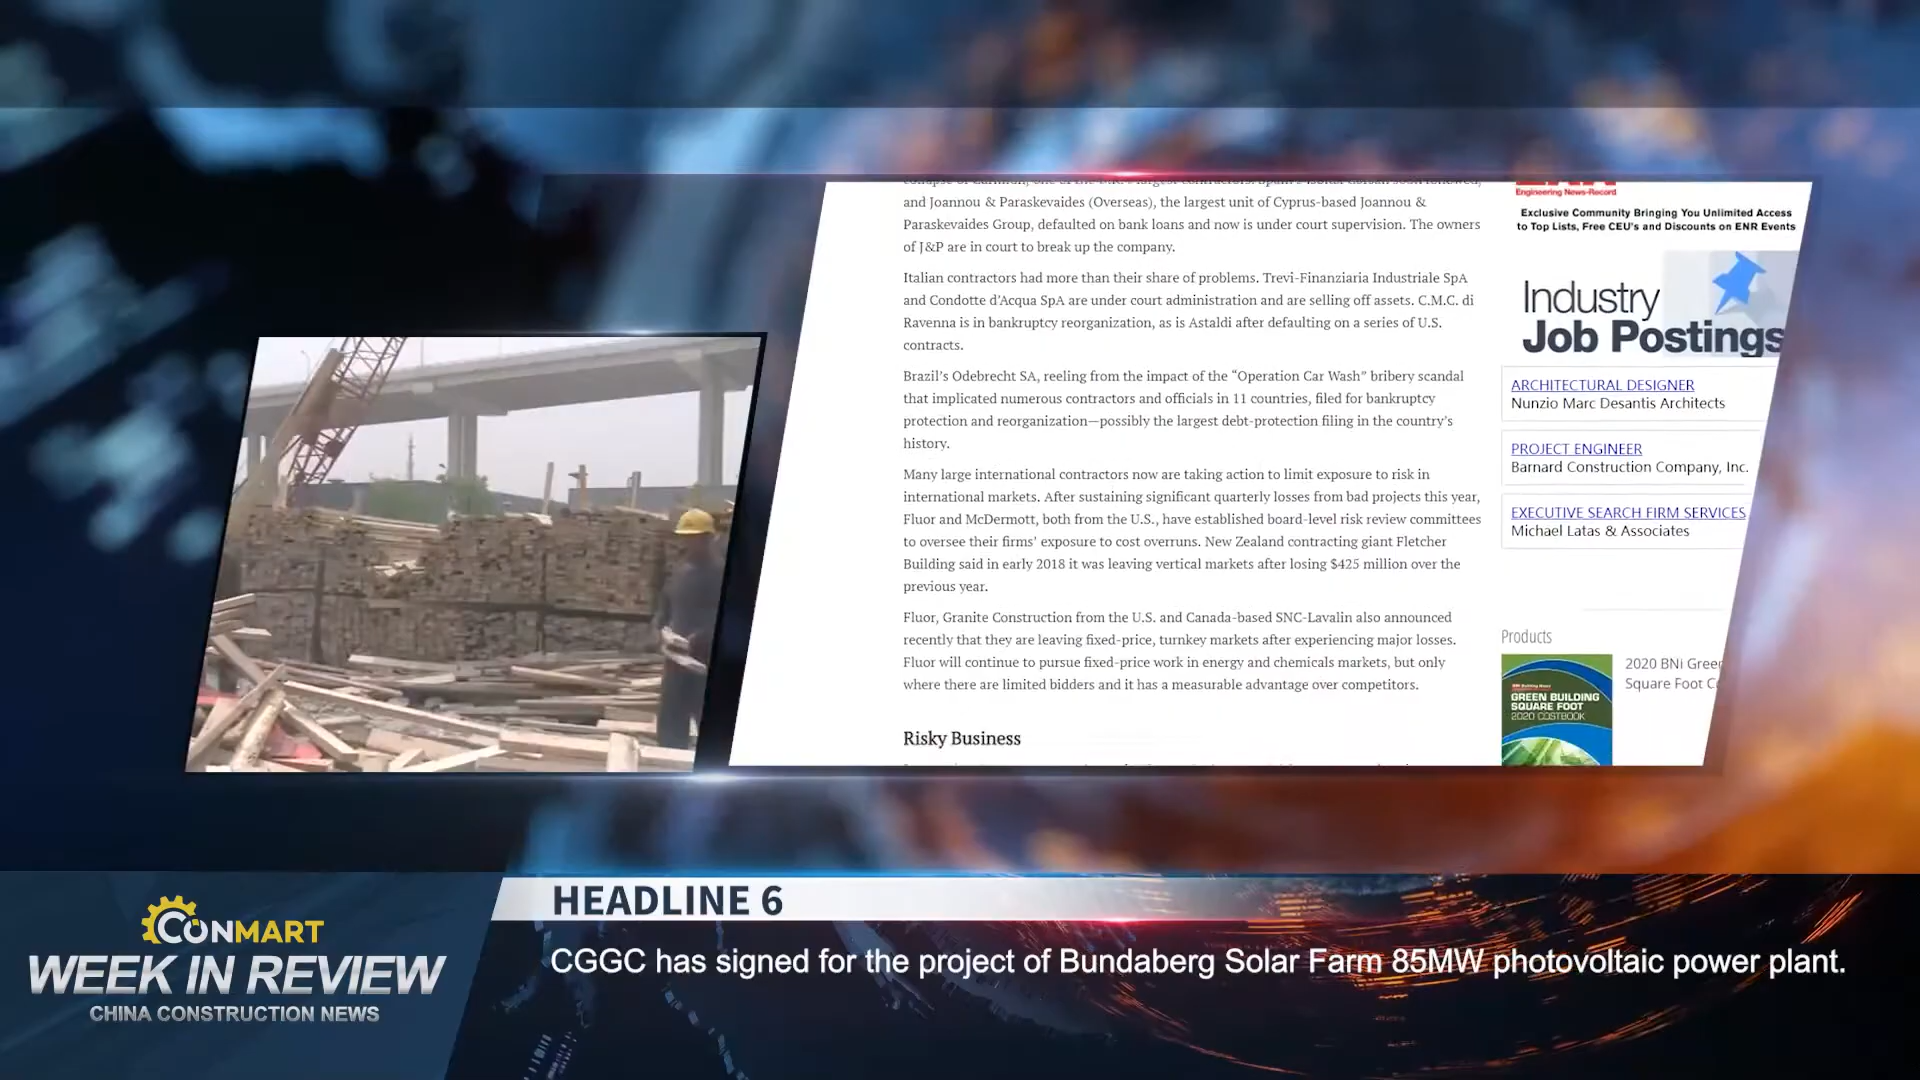 and Joannou & Paraskevaides (Overseas), the largest unit of Cyprus-based Joannou &
Paraskevaides Group, defaulted on bank loans and now is under court supervision. The owners
of J&P are in court to break up the company.
Italian contractors had more than their share of problems. Trevi-Finanziaria Industriale SpA
and Condotte d’Acqua SpA are under court administration and are selling off assets. C.M.C. di
Ravenna is in bankruptcy reorganization, as is Astaldi after defaulting on a series of U.S.
contracts.
Brazil’s Odebrecht SA, reeling from the impact of the “Operation Car Wash” bribery scandal
that implicated numerous contractors and officials in 11 countries, filed for bankruptcy
protection and reorganization—possibly the largest debt-protection filing in the country’s
history.
Many large international contractors now are taking action to limit exposure to risk in
international markets. After sustaining significant quarterly losses from bad projects this year,
Fluor and McDermott, both from the U.S., have established board-level risk review committees
to oversee their firms’ exposure to cost overruns. New Zealand contracting giant Fletcher
Building said in early 2018 it was leaving vertical markets after losing $425 million over the
previous year.
Fluor, Granite Construction from the U.S. and Canada-based SNC-Lavalin also announced
recently that they are leaving fixed-price, turnkey markets after experiencing major losses.
Fluor will continue to pursue fixed-price work in energy and chemicals markets, but only
where there are limited bidders and it has a measurable advantage over competitors.
Risky Business
Engineering News-Record
Exclusive Community Bringing You Unlimited Access
to Top Lists, Free CEU's and Discounts on ENR Events
Industry
Job Postings
ARCHITECTURAL DESIGNER
Nunzio Marc Desantis Architects
PROJECT ENGINEER
Barnard Construction Company, Inc.
EXECUTIVE SEARCH FIRM SERVICES
Michael Latas & Associates
Products
GREEN BUILDING
SQUARE FOOT
2020 COSTBOOK
2020 BNi
Square Foot
CONMART
WEEK IN REVIEW
CHINA CONSTRUCTION NEWS
HEADLINE 6
CGGC has signed for the project of Bundaberg Solar Farm 85MW photovoltaic power plant.